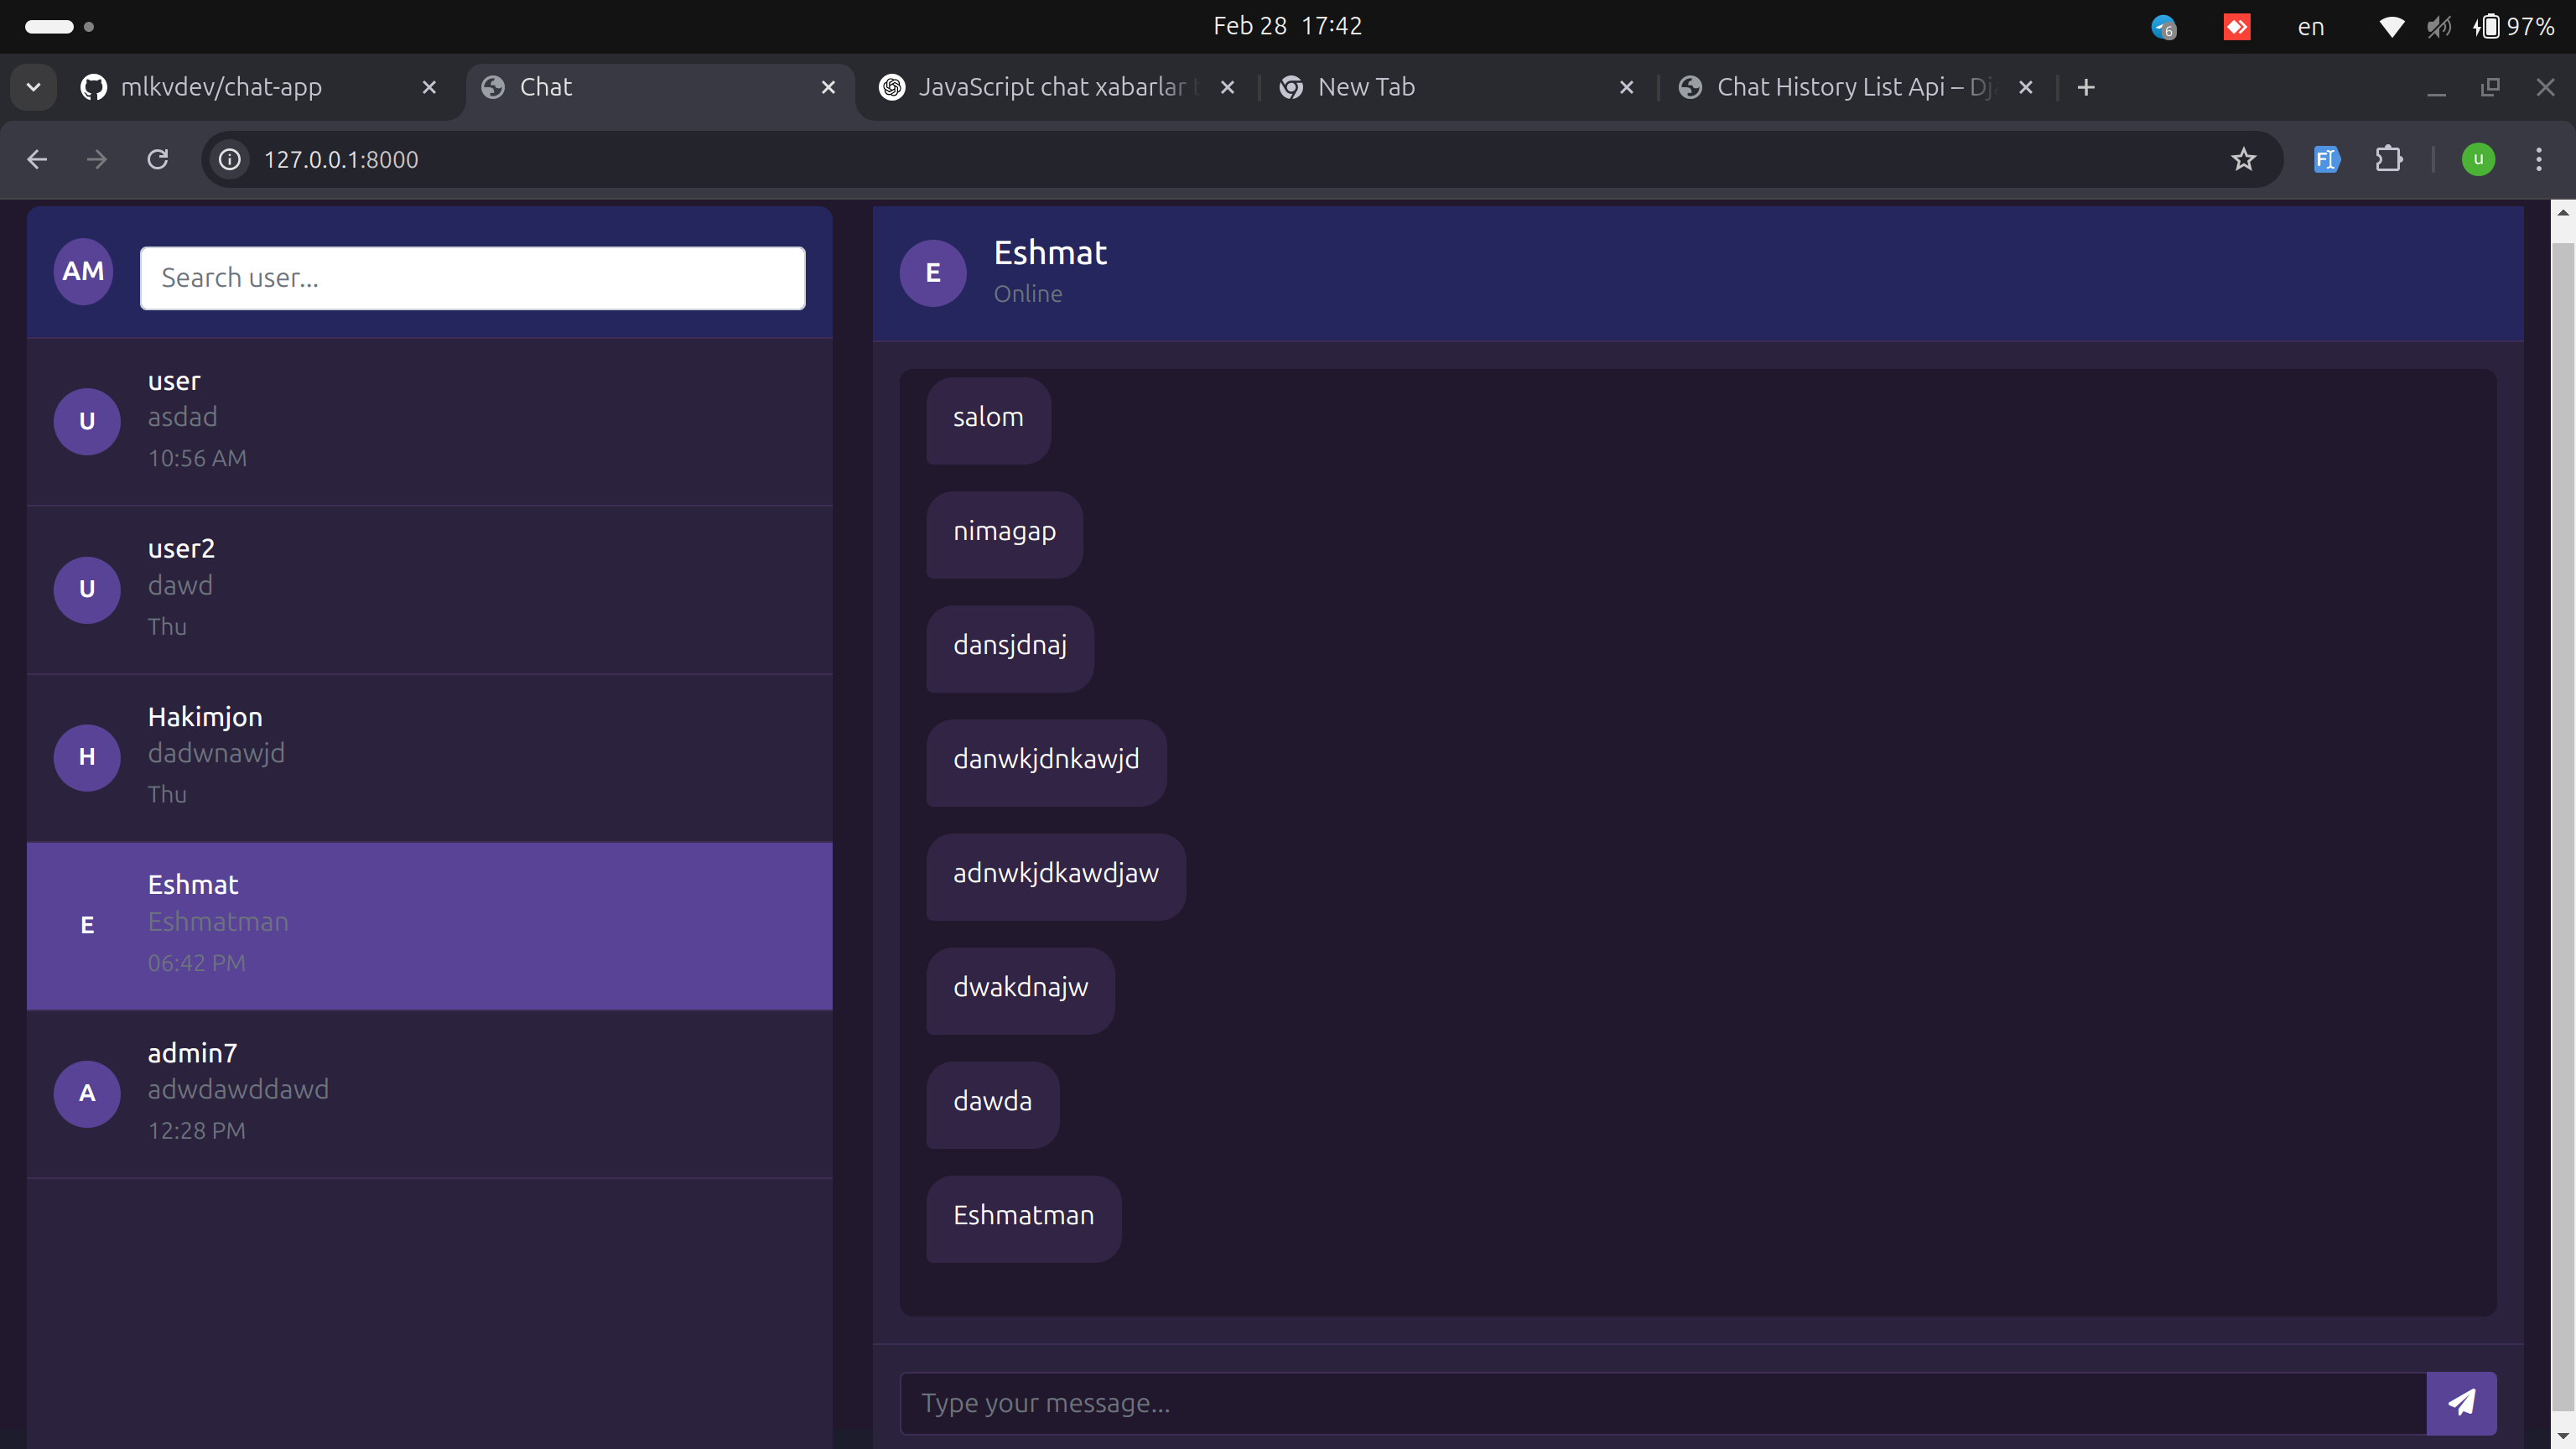 Feb 28 17:42
6
en
97%
mlkvdev/chat-app
Chat
JavaScript chat xabarlar
New Tab
Chat History List Api – Dj
127.0.0.1:8000
u
AM
Search user...
U
user
asdad
10:56 AM
U
user2
dawd
Thu
H
Hakimjon
dadwnawjd
Thu
E
Eshmat
Eshmatman
06:42 PM
A
admin7
adwdawddawd
12:28 PM
E
Eshmat
Online
salom
nimagap
dansjdnaj
danwkjdnkawjd
adnwkjdkawdjaw
dwakdnajw
dawda
Eshmatman
Type your message...